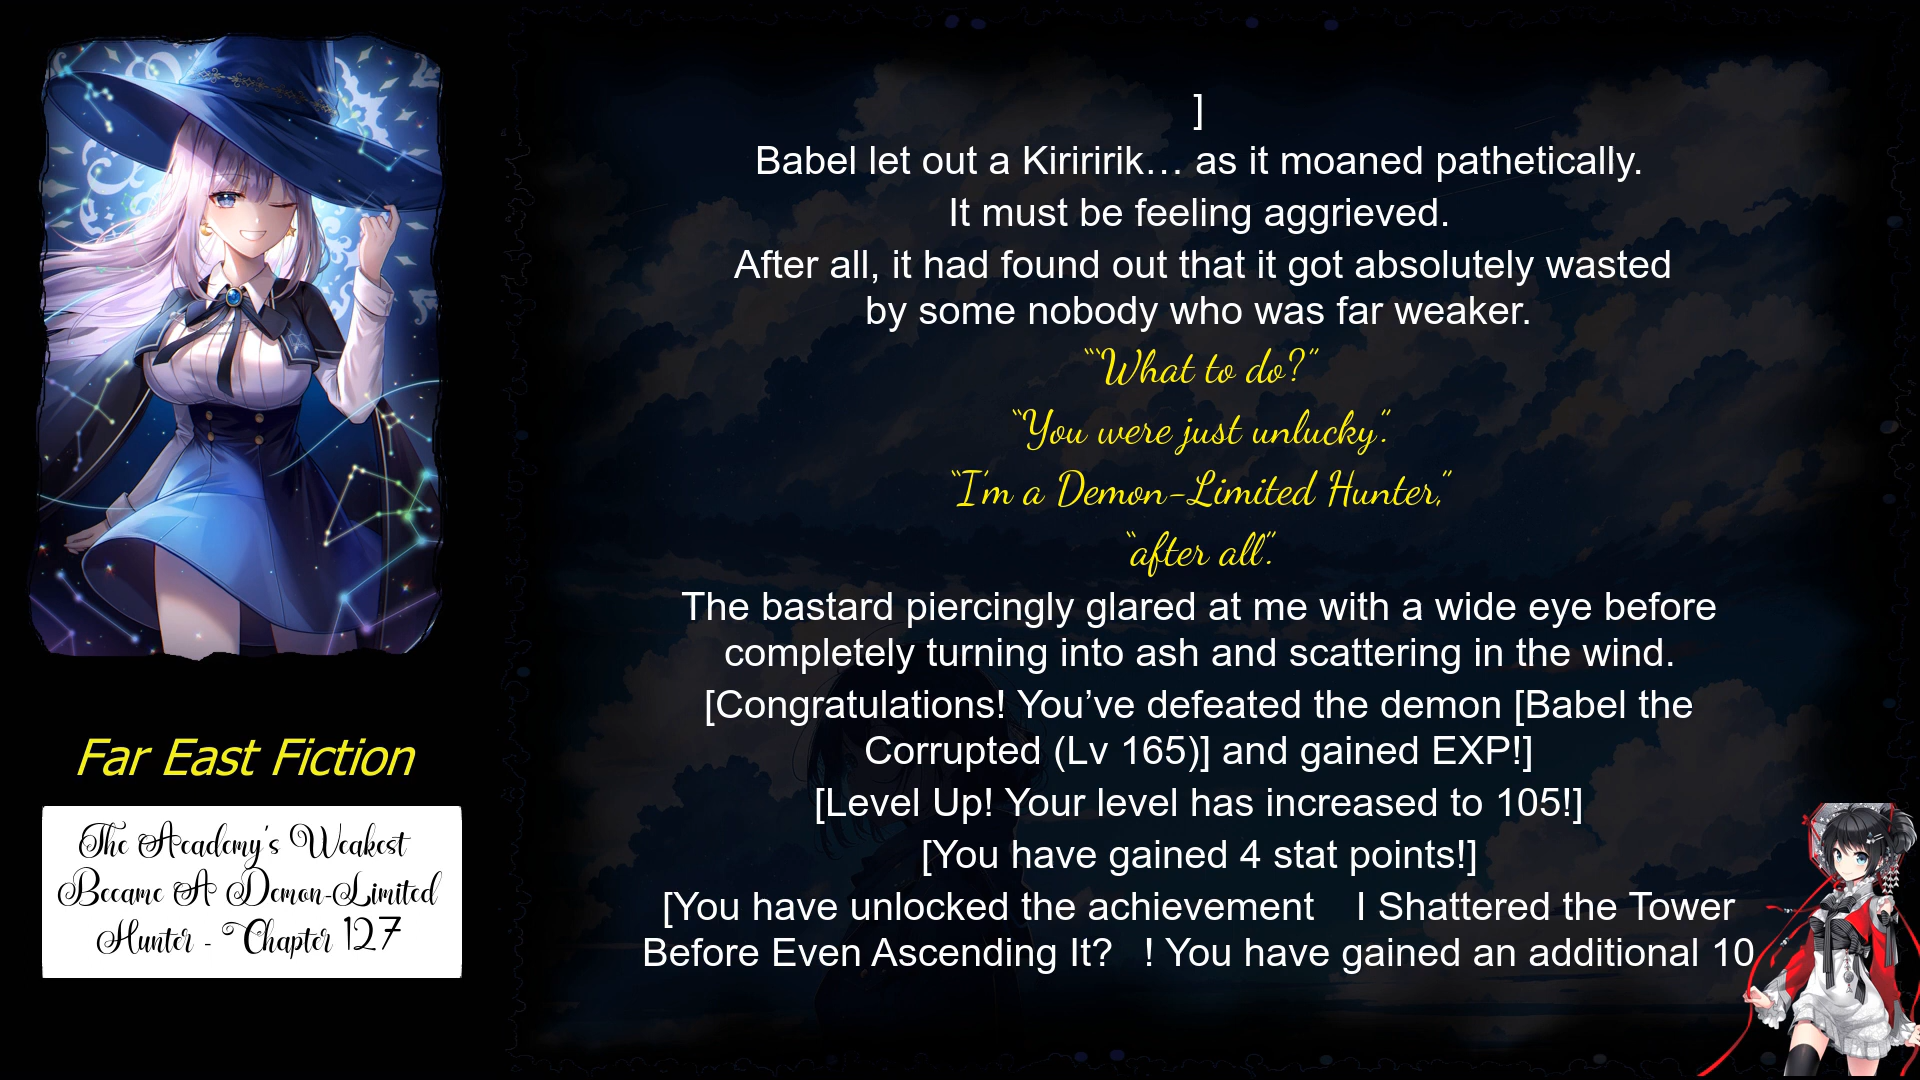 ]
Babel let out a Kiriririk… as it moaned pathetically.
It must be feeling aggrieved.
After all, it had found out that it got absolutely wasted
by some nobody who was far weaker.
“‘“What to do?”
“You were just unlucky”.
“I’m a Demon-Limited Hunter,”
“after all”.
The bastard piercingly glared at me with a wide eye before
completely turning into ash and scattering in the wind.
[Congratulations! You’ve defeated the demon [Babel the
Corrupted (Lv 165)] and gained EXP!]
[Level Up! Your level has increased to 105!]
[You have gained 4 stat points!]
[You have unlocked the achievement I Shattered the Tower
Before Even Ascending It? ! You have gained an additional 10
Far East Fiction
The Academy's Weakest
Became A Demon-Limited
Hunter - Chapter 127